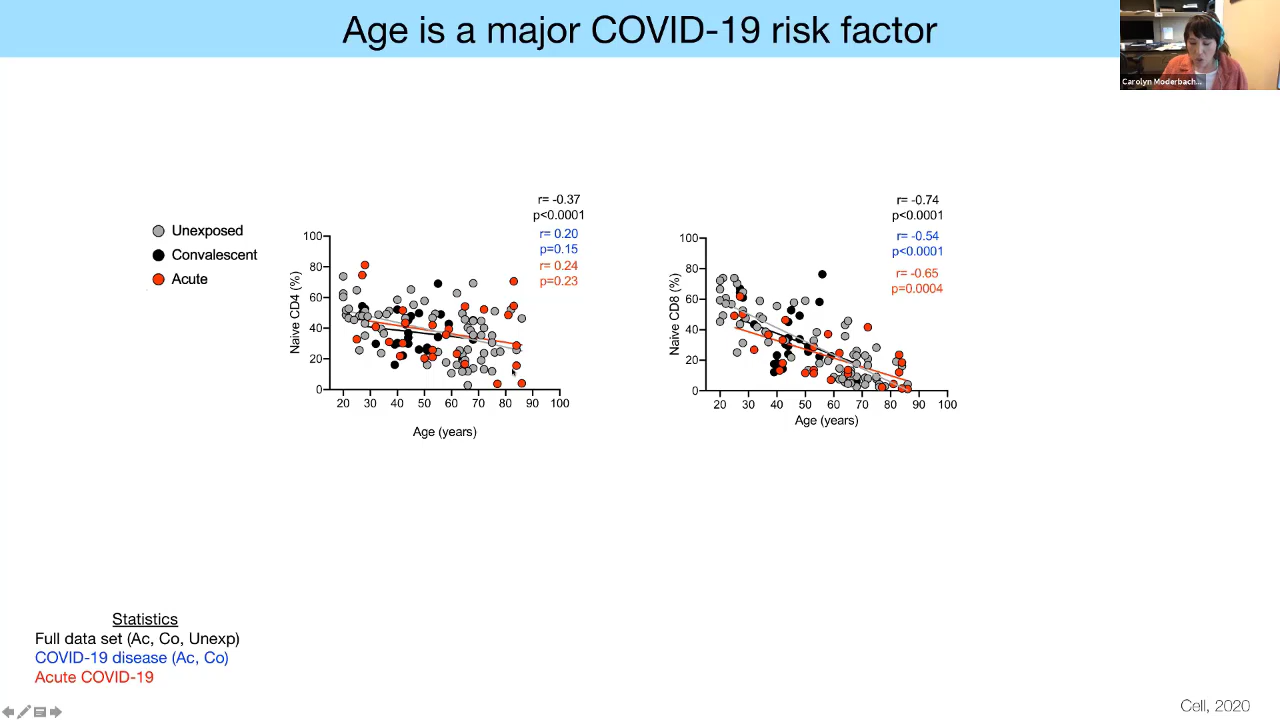 Age is a major COVID-19 risk factor
Carolyn Moderbach...
Unexposed
Convalescent
Acute
r= -0.37
p<0.0001
r= 0.20
p=0.15
r= 0.24
p=0.23
Naive CD4 (%)
100
80
60
40
20
0
20 30 40 50 60 70 80 90 100
Age (years)
r= -0.74
p<0.0001
r= -0.54
p<0.0001
r= -0.65
p=0.0004
Naive CD8 (%)
100
80
60
40
20
0
20 30 40 50 60 70 80 90 100
Age (years)
Statistics
Full data set (Ac, Co, Unexp)
COVID-19 disease (Ac, Co)
Acute COVID-19
Cell, 2020